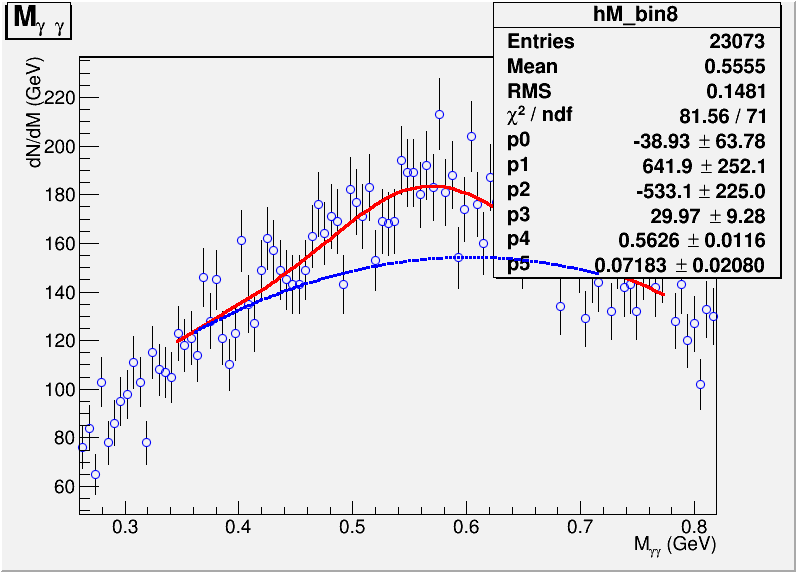 M γ γ
hM_bin8
Entries 23073
Mean 0.5555
RMS 0.1481
χ² / ndf 81.56 / 71
p0 -38.93 ± 63.78
p1 641.9 ± 252.1
p2 -533.1 ± 225.0
p3 29.97 ± 9.28
p4 0.5626 ± 0.0116
p5 0.07183 ± 0.02080
dN/dM (GeV)
220
200
180
160
140
120
100
80
60
0.3 0.4 0.5 0.6 0.7 0.8
Mγγ (GeV)